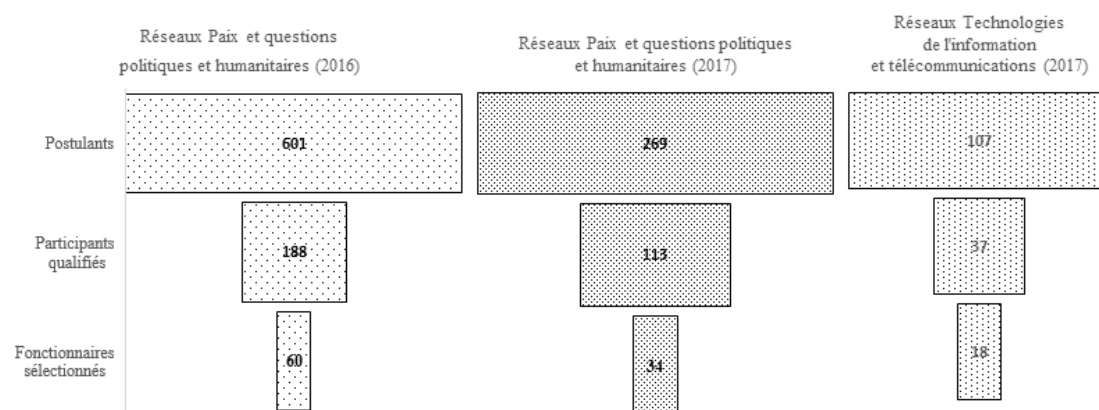 Réseaux Paix et questions
politiques et humanitaires (2016)
Réseaux Paix et questions politiques
et humanitaires (2017)
Réseaux Technologies
de l'information
et télécommunications (2017)
Postulants
601
269
107
Participants
qualifiés
188
113
37
Fonctionnaires
sélectionnés
60
34
18